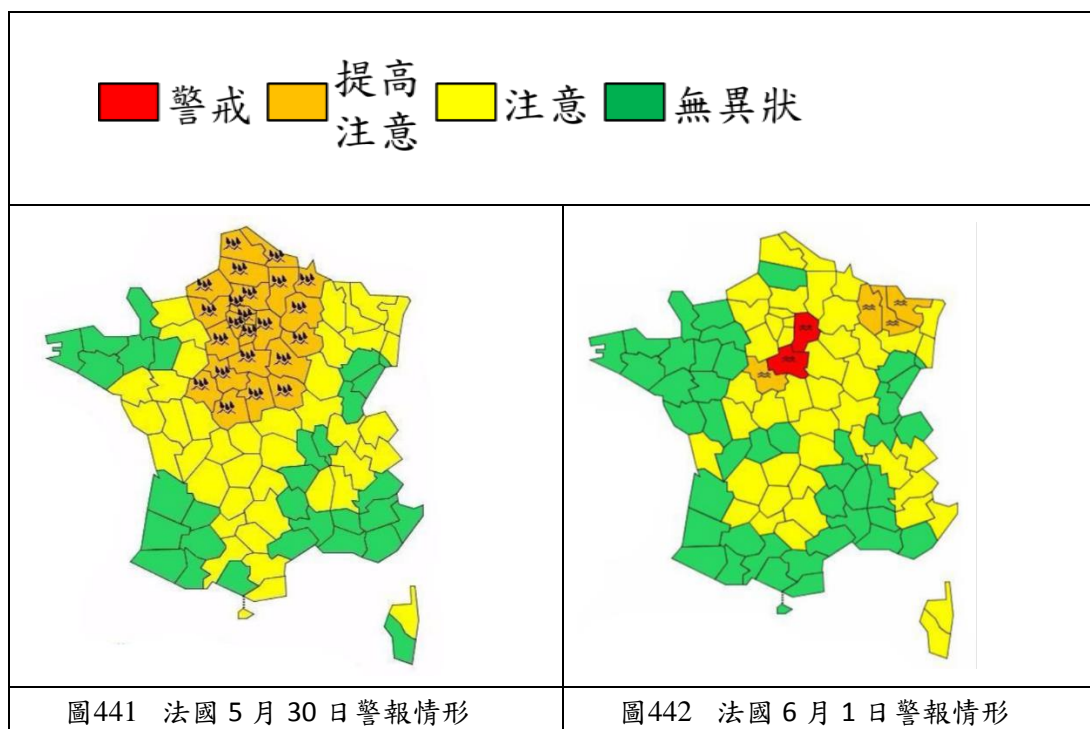 警戒 提高注意 注意 無異狀
圖441 法國 5 月 30 日警報情形
圖442 法國 6 月 1 日警報情形